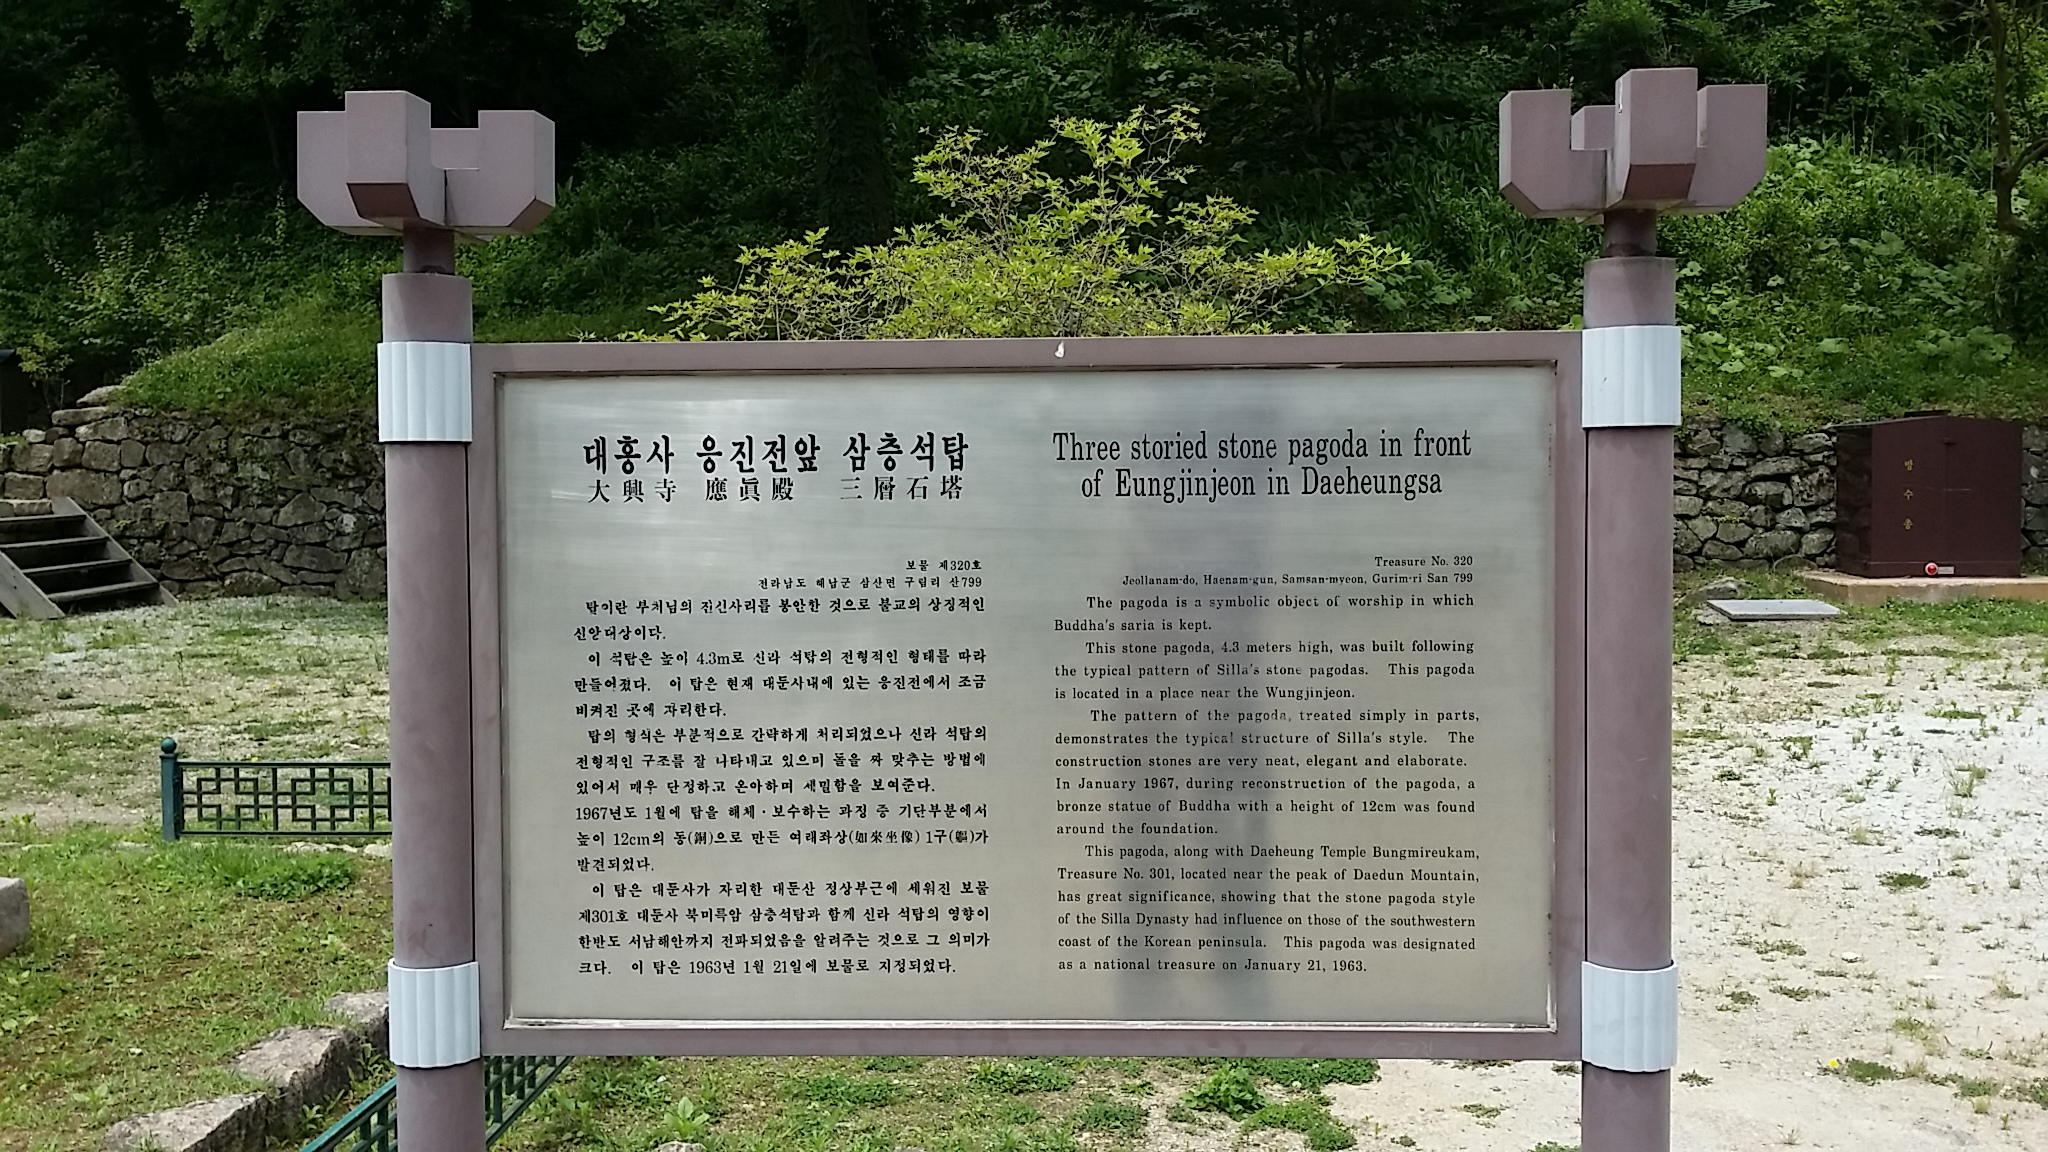 대흥사 응진전앞 삼층석탑
大興寺 應眞殿 三層石塔
보물 제320호
전라남도 해남군 삼산면 구림리 산799
탑이란 부처님의 진신사리를 봉안한 것으로 불교의 상징적인
신앙대상이다.
이 석탑은 높이 4.3m로 신라 석탑의 전형적인 형태를 따라
만들어졌다. 이 탑은 현재 대둔사내에 있는 응진전에서 조금
비켜진 곳에 자리한다.
탑의 형식은 부분적으로 간략하게 처리되었으나 신라 석탑의
전형적인 구조를 잘 나타내고 있으며 돌을 짜 맞추는 방법에
있어서 매우 단정하고 온아하며 세밀함을 보여준다.
1967년도 1월에 탑을 해체·보수하는 과정 중 기단부분에서
높이 12cm의 동(銅)으로 만든 여래좌상(如來坐像) 1구(軀)가
발견되었다.
이 탑은 대둔사가 자리한 대둔산 정상부근에 세워진 보물
제301호 대둔사 북미륵암 삼층석탑과 함께 신라 석탑의 영향이
한반도 서남해안까지 전파되었음을 알려주는 것으로 그 의미가
크다. 이 탑은 1963년 1월 21일에 보물로 지정되었다.
Three storied stone pagoda in front
of Eungjinjeon in Daeheungsa
Treasure No. 320
Jeollanam-do, Haenam-gun, Samsan-myeon, Gurim-ri San 799
The pagoda is a symbolic object of worship in which
Buddha's saria is kept.
This stone pagoda, 4.3 meters high, was built following
the typical pattern of Silla's stone pagodas. This pagoda
is located in a place near the Wungjinjeon.
The pattern of the pagoda, treated simply in parts,
demonstrates the typical structure of Silla's style. The
construction stones are very neat, elegant and elaborate.
In January 1967, during reconstruction of the pagoda, a
bronze statue of Buddha with a height of 12cm was found
around the foundation.
This pagoda, along with Daeheung Temple Bungmireukam,
Treasure No. 301, located near the peak of Daedun Mountain,
has great significance, showing that the stone pagoda style
of the Silla Dynasty had influence on those of the southwestern
coast of the Korean peninsula. This pagoda was designated
as a national treasure on January 21, 1963.
방수총